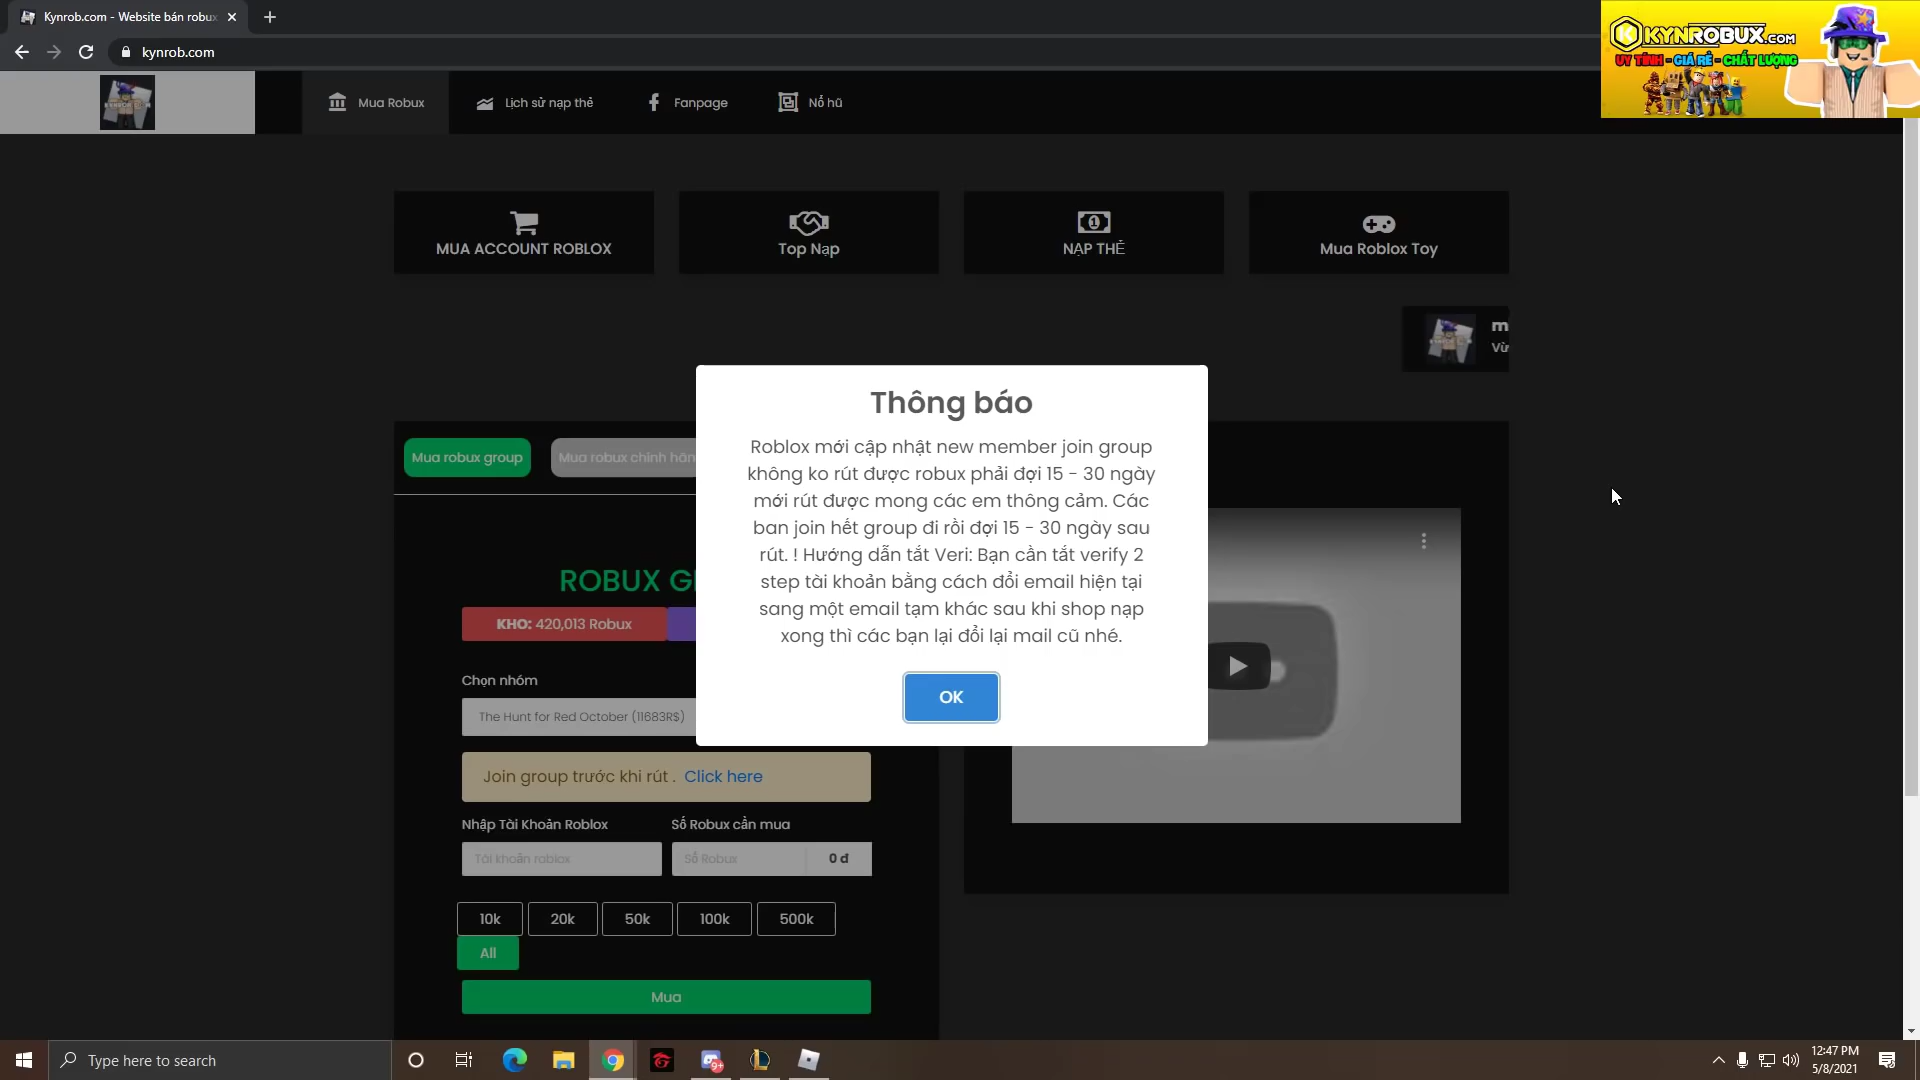 Kynrob.com - Website bán robux
kynrob.com
KYNROBUX.COM
UY TÍNH - GIÁ RẺ - CHẤT LƯỢNG
Mua Robux
Lịch sử nạp thẻ
Fanpage
Nổ hũ
MUA ACCOUNT ROBLOX
Top Nạp
NẠP THẺ
Mua Roblox Toy
m
Vừ
Thông báo
Roblox mới cập nhật new member join group
không ko rút được robux phải đợi 15 - 30 ngày
mới rút được mong các em thông cảm. Các
ban join hết group đi rồi đợi 15 - 30 ngày sau
rút. ! Hướng dẫn tắt Veri: Bạn cần tắt verify 2
step tài khoản bằng cách đổi email hiện tại
sang một email tạm khác sau khi shop nạp
xong thì các bạn lại đổi lại mail cũ nhé.
OK
Mua robux group
Mua robux chính hãn
ROBUX G
KHO: 420,013 Robux
Chọn nhóm
The Hunt for Red October (11683R$)
Join group trước khi rút . Click here
Nhập Tài Khoản Roblox
Số Robux cần mua
Tài khoản roblox
Số Robux
0 đ
10k
20k
50k
100k
500k
All
Mua
Type here to search
9+
12:47 PM
5/8/2021